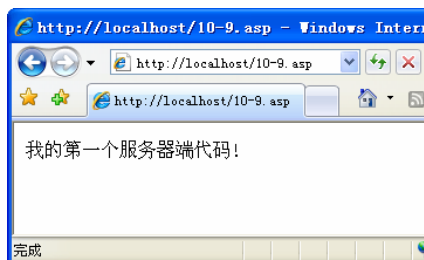 http://localhost/10-9.asp - Windows Inter
http://localhost/10-9.asp
http://localhost/10-9.asp
我的第一个服务器端代码!
完成